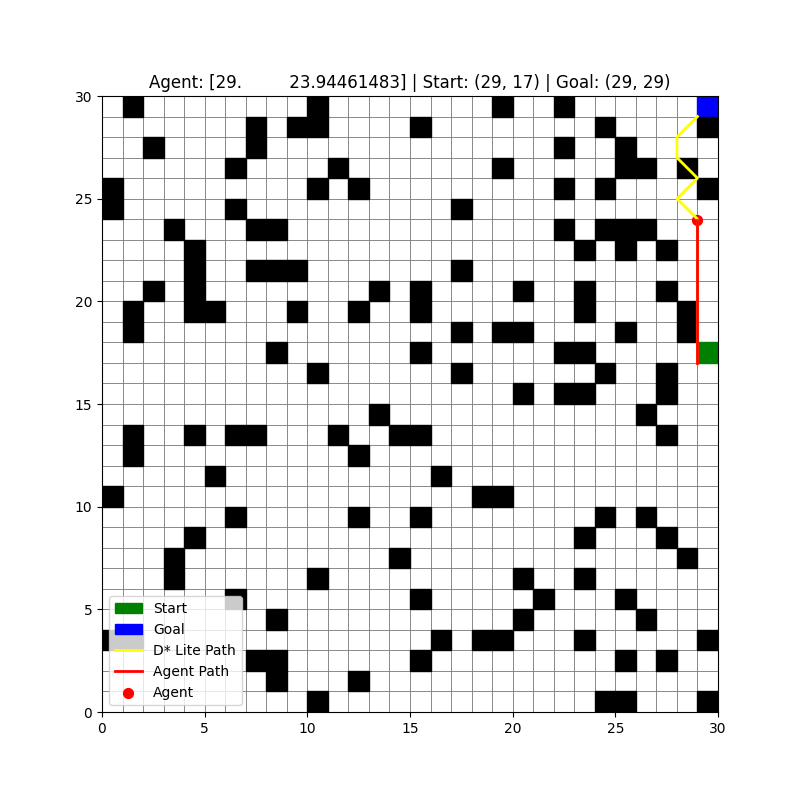 Agent: [29.         23.94461483] | Start: (29, 17) | Goal: (29, 29)
30
25
20
15
10
5
0
Start
Goal
D* Lite Path
Agent Path
Agent
0 5 10 15 20 25 30